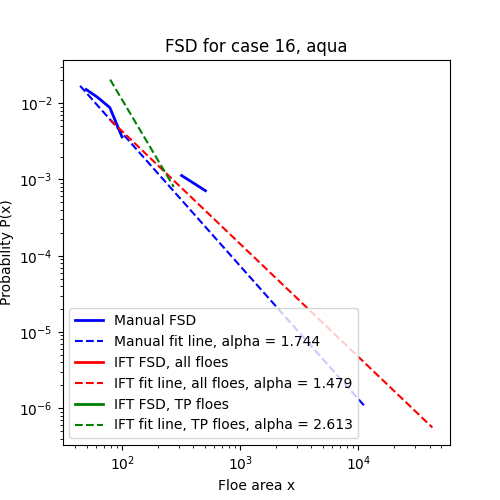 FSD for case 16, aqua
Probability P(x)
10⁻²
10⁻³
10⁻⁴
10⁻⁵
10⁻⁶
Manual FSD
Manual fit line, alpha = 1.744
IFT FSD, all floes
IFT fit line, all floes, alpha = 1.479
IFT FSD, TP floes
IFT fit line, TP floes, alpha = 2.613
10² 10³ 10⁴
Floe area x